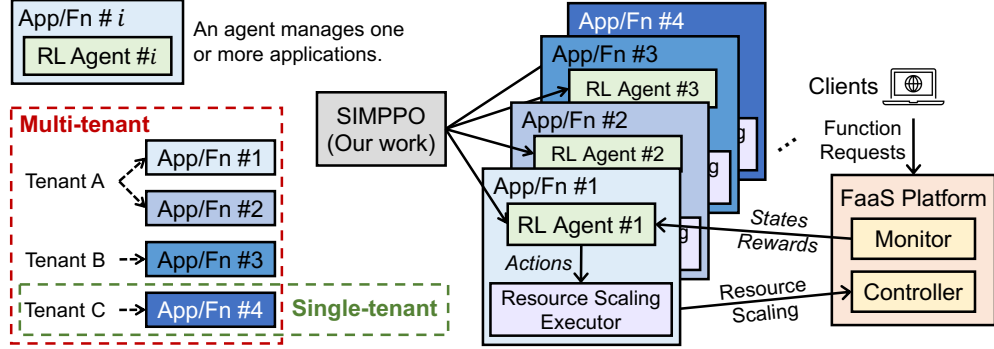 App/Fn # i
RL Agent #i
An agent manages one
or more applications.
Multi-tenant
Tenant A
App/Fn #1
App/Fn #2
Tenant B
App/Fn #3
Tenant C
App/Fn #4
Single-tenant
SIMPPO
(Our work)
App/Fn #4
App/Fn #3
RL Agent #3
App/Fn #2
RL Agent #2
App/Fn #1
RL Agent #1
Actions
Resource Scaling
Executor
g
g
g
...
Clients
Function
Requests
FaaS Platform
Monitor
Controller
States
Rewards
Resource
Scaling